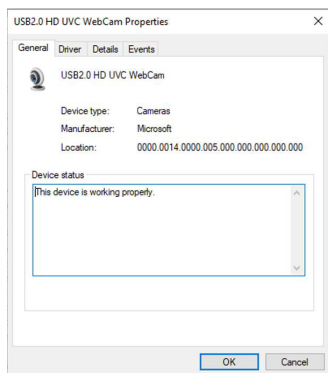 USB2.0 HD UVC WebCam Properties
General Driver Details Events
USB2.0 HD UVC WebCam
Device type: Cameras
Manufacturer: Microsoft
Location: 0000.0014.0000.005.000.000.000.000.000
Device status
This device is working properly.
OK Cancel